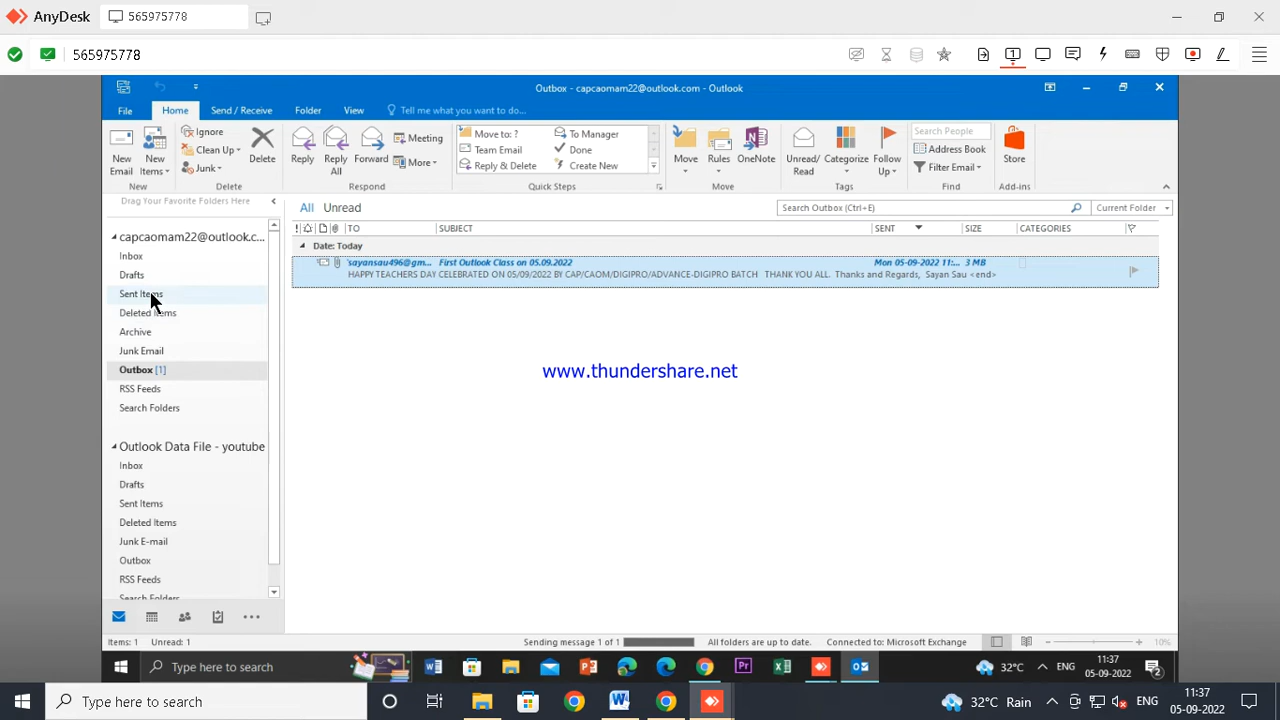 AnyDesk
565975778
565975778
1
Outbox - capcaomam22@outlook.com - Outlook
File
Home
Send / Receive
Folder
View
Tell me what you want to do...
New Email
New Items
Ignore
Clean Up
Junk
Delete
Reply
Reply All
Forward
Meeting
More
Move to: ?
Team Email
Reply & Delete
To Manager
Done
Create New
Move
Rules
OneNote
Unread/ Read
Categorize
Follow Up
Search People
Address Book
Filter Email
Store
New
Delete
Respond
Quick Steps
Move
Tags
Find
Add-ins
Drag Your Favorite Folders Here
capcaomam22@outlook.c...
Inbox
Drafts
Sent Items
Deleted Items
Archive
Junk Email
Outbox [1]
RSS Feeds
Search Folders
Outlook Data File - youtube
Inbox
Drafts
Sent Items
Deleted Items
Junk E-mail
Outbox
RSS Feeds
Search Folders
All Unread
Search Outbox (Ctrl+E)
Current Folder
! TO SUBJECT SENT SIZE CATEGORIES
Date: Today
'sayansau496@gm... First Outlook Class on 05.09.2022 Mon 05-09-2022 11:... 3 MB
HAPPY TEACHERS DAY CELEBRATED ON 05/09/2022 BY CAP/CAOM/DIGIPRO/ADVANCE-DIGIPRO BATCH THANK YOU ALL. Thanks and Regards, Sayan Sau <end>
www.thundershare.net
Items: 1 Unread: 1
Sending message 1 of 1
All folders are up to date.
Connected to: Microsoft Exchange
10%
Type here to search
32°C
ENG
11:37
05-09-2022
2
Type here to search
32°C Rain
ENG
11:37
05-09-2022